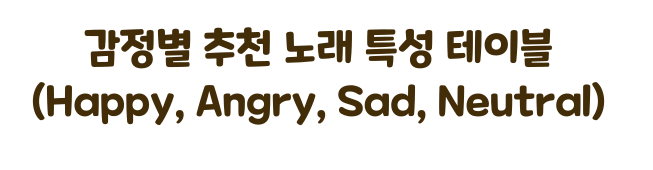 감정별 추천 노래 특성 테이블
(Happy, Angry, Sad, Neutral)